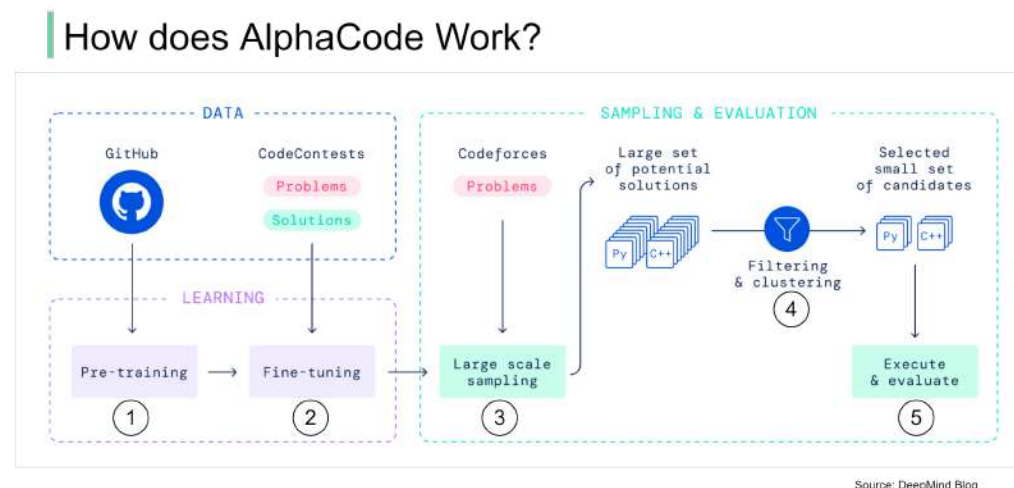 How does AlphaCode Work?
DATA
GitHub
CodeContests
Problems
Solutions
LEARNING
Pre-training
1
Fine-tuning
2
SAMPLING & EVALUATION
Codeforces
Problems
Large scale
sampling
3
Large set
of potential
solutions
Py
C++
Filtering
& clustering
4
Selected
small set
of candidates
Py
C++
Execute
& evaluate
5
Source: DeepMind Blog